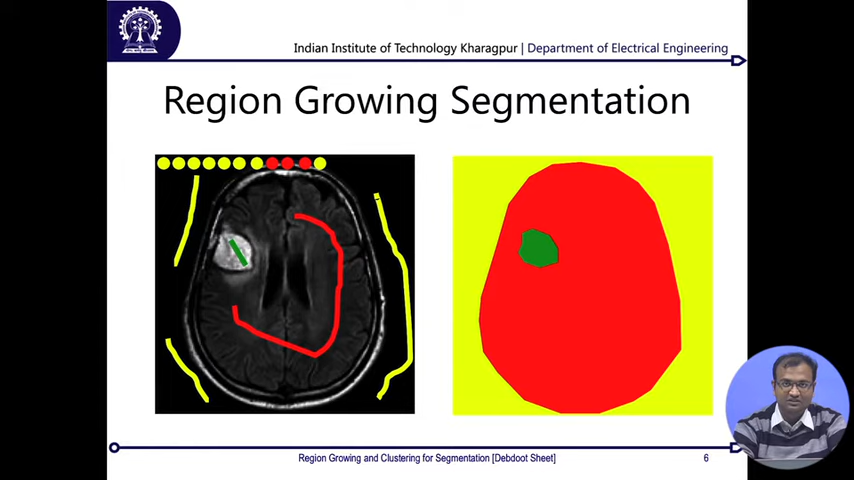 Indian Institute of Technology Kharagpur | Department of Electrical Engineering
Region Growing Segmentation
Region Growing and Clustering for Segmentation [Debdoot Sheet]
6